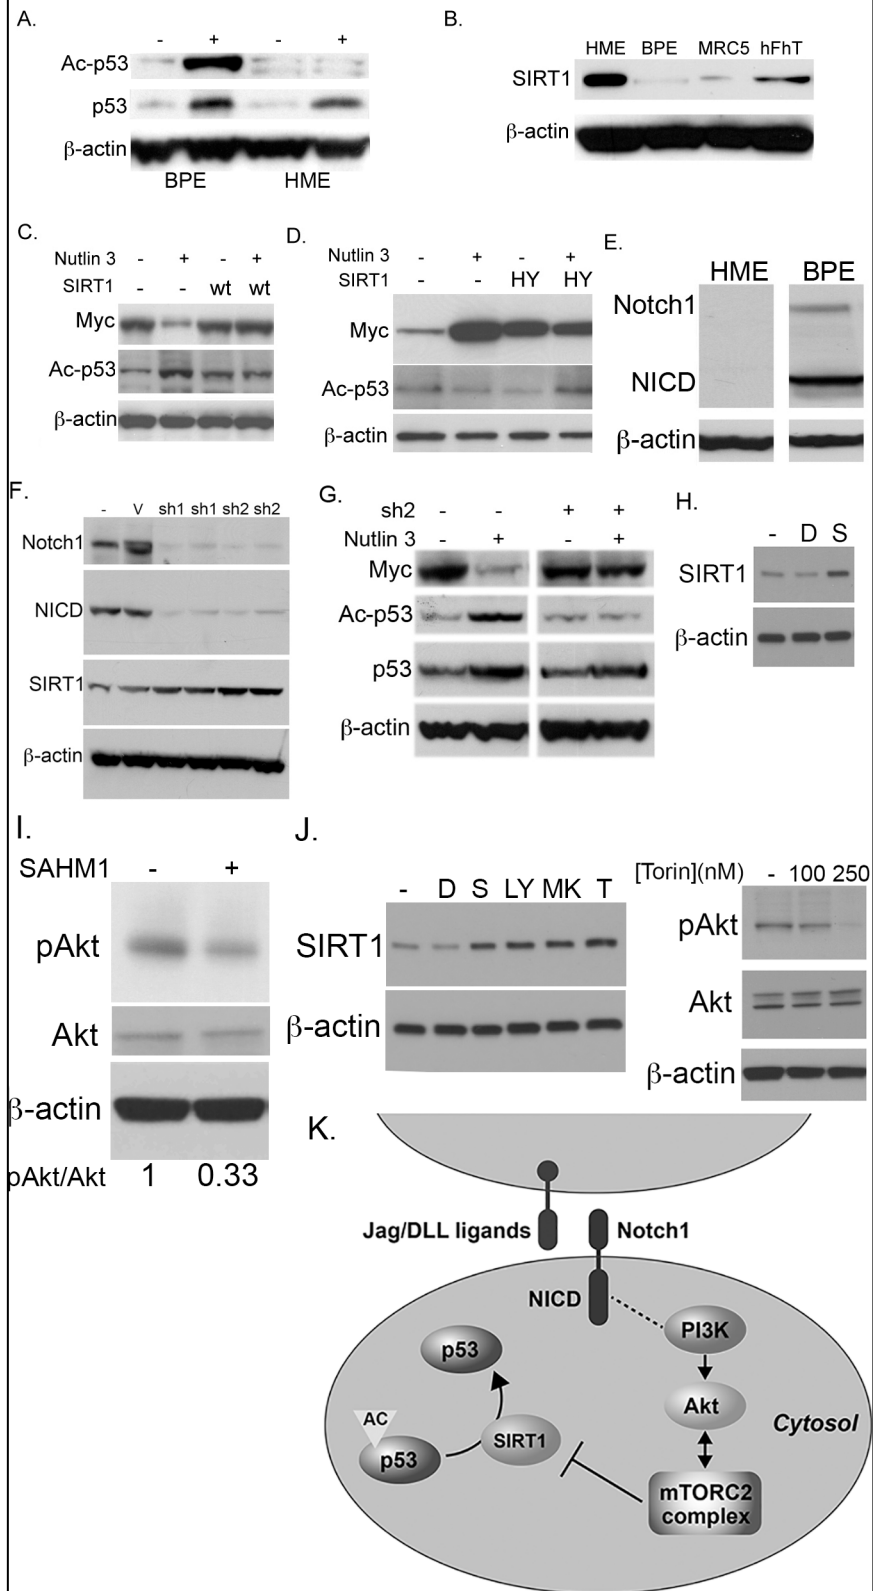 A.
- + - +
Ac-p53
p53
β-actin
BPE HME
B.
HME BPE MRC5 hFhT
SIRT1
β-actin
C.
Nutlin 3 - + - +
SIRT1 - - wt wt
Myc
Ac-p53
β-actin
D.
Nutlin 3 - + - +
SIRT1 - - HY HY
Myc
Ac-p53
β-actin
E.
HME BPE
Notch1
NICD
β-actin
F.
- V sh1 sh1 sh2 sh2
Notch1
NICD
SIRT1
β-actin
G.
sh2 - - + +
Nutlin 3 - + - +
Myc
Ac-p53
p53
β-actin
H.
- D S
SIRT1
β-actin
I.
SAHM1 - +
pAkt
Akt
β-actin
pAkt/Akt 1 0.33
J.
- D S LY MK T
SIRT1
β-actin
[Torin](nM) - 100 250
pAkt
Akt
β-actin
K.
Jag/DLL ligands Notch1
NICD
PI3K
p53
Akt
AC
Cytosol
SIRT1
p53
mTORC2
complex